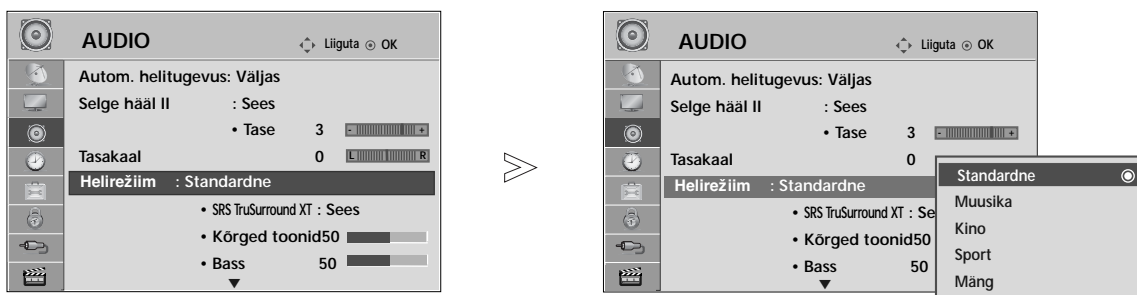 AUDIO Liiguta OK
Autom. helitugevus: Väljas
Selge hääl II : Sees
• Tase 3 - +
Tasakaal 0 L R
Helirežiim : Standardne
• SRS TruSurround XT : Sees
• Kõrged toonid50
• Bass 50
AUDIO Liiguta OK
Autom. helitugevus: Väljas
Selge hääl II : Sees
• Tase 3 - +
Tasakaal 0
Helirežiim : Standardne
• SRS TruSurround XT : Se
• Kõrged toonid50
• Bass 50
Standardne
Muusika
Kino
Sport
Mäng